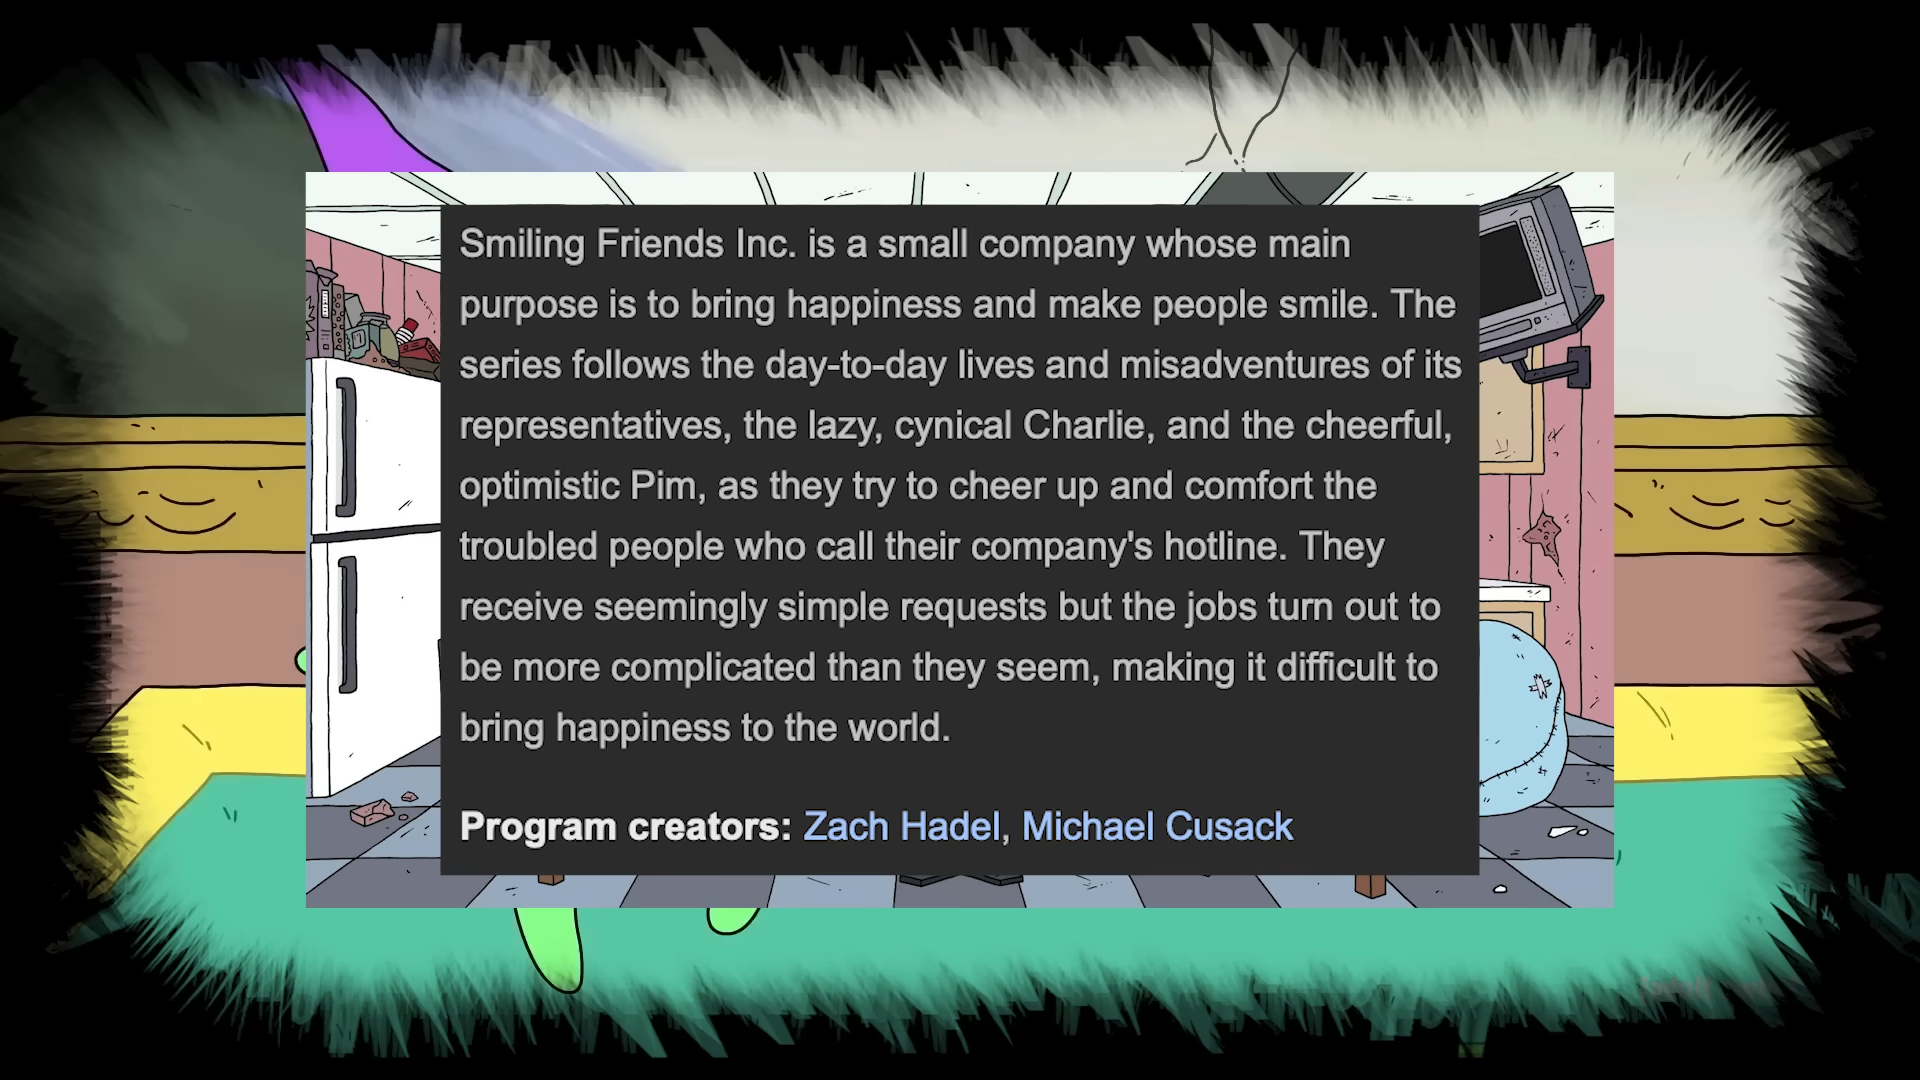 Smiling Friends Inc. is a small company whose main
purpose is to bring happiness and make people smile. The
series follows the day-to-day lives and misadventures of its
representatives, the lazy, cynical Charlie, and the cheerful,
optimistic Pim, as they try to cheer up and comfort the
troubled people who call their company's hotline. They
receive seemingly simple requests but the jobs turn out to
be more complicated than they seem, making it difficult to
bring happiness to the world.
Program creators: Zach Hadel, Michael Cusack